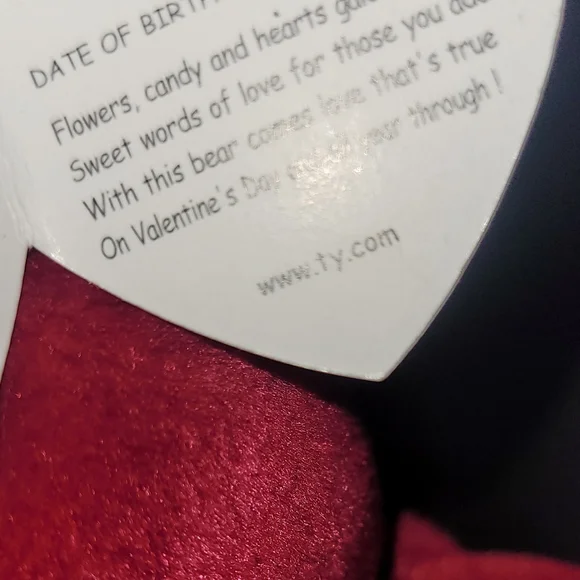 DATE OF BIRTH
Flowers, candy and hearts
Sweet words of love for those you
With this bear comes love that's true
On Valentine's Day year through !
www.ty.com